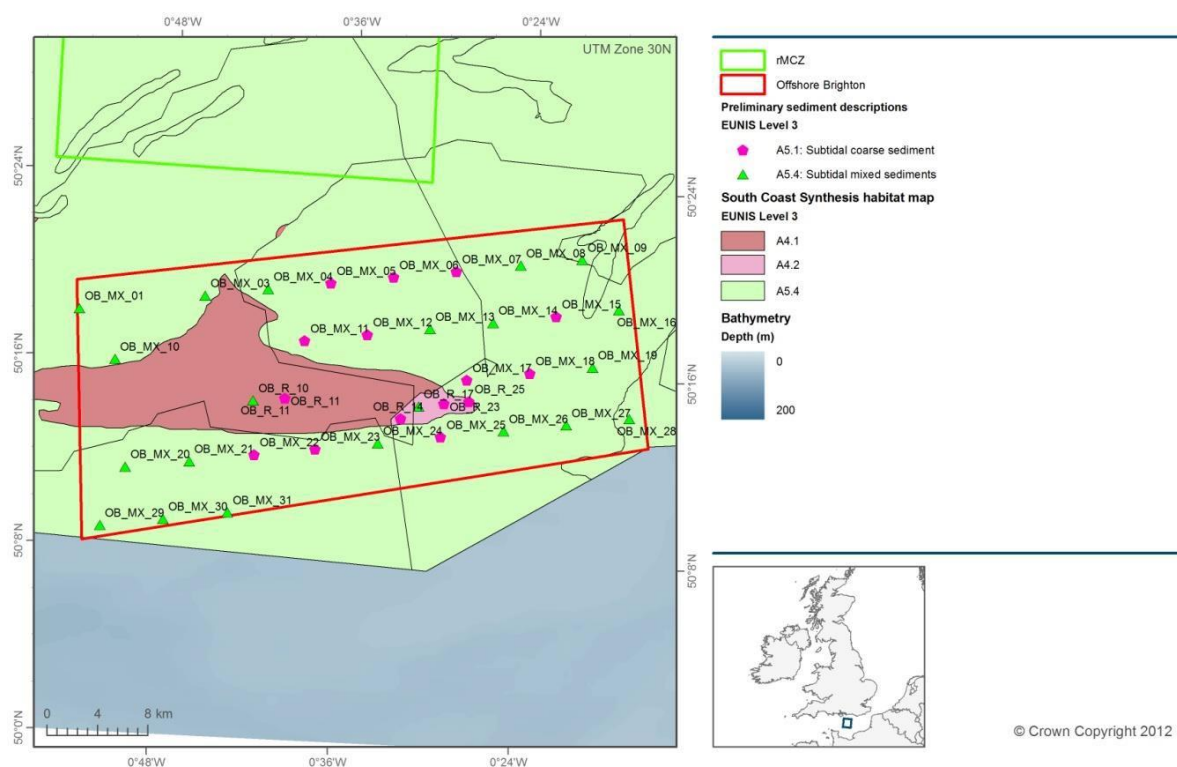 0°48'W 0°36'W 0°24'W
UTM Zone 30N
50°24'N
50°24'N
OB_MX_09
OB_MX_08
OB_MX_07
OB_MX_06
OB_MX_05
OB_MX_04
OB_MX_03
OB_MX_01
OB_MX_15
OB_MX_14
OB_MX_16
OB_MX_13
OB_MX_12
OB_MX_11
50°16'N
50°16'N
OB_MX_10
OB_MX_19
OB_MX_18
OB_MX_17
OB_R_10
OB_R_25
OB_R_17
OB_R_11
OB_R_11
OB_R_14
OB_R_23
OB_MX_27
OB_MX_26
OB_MX_28
OB_MX_25
OB_MX_24
OB_MX_23
OB_MX_22
OB_MX_21
OB_MX_20
OB_MX_31
OB_MX_30
OB_MX_29
50°8'N
50°8'N
50°0'N
0 4 8 km
0°48'W 0°36'W 0°24'W
rMCZ
Offshore Brighton
Preliminary sediment descriptions
EUNIS Level 3
A5.1: Subtidal coarse sediment
A5.4: Subtidal mixed sediments
South Coast Synthesis habitat map
EUNIS Level 3
A4.1
A4.2
A5.4
Bathymetry
Depth (m)
0
200
© Crown Copyright 2012